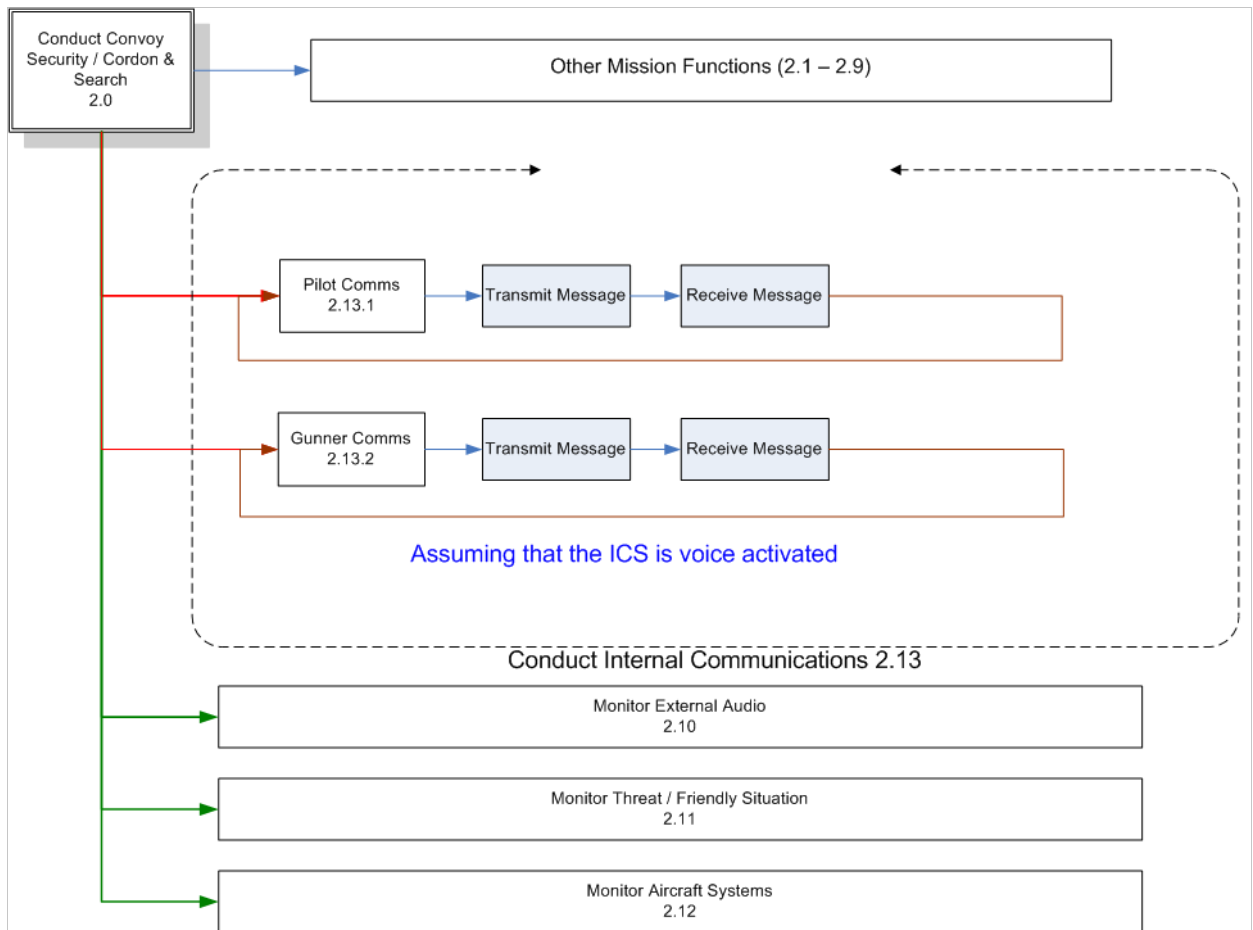 Conduct Convoy
Security / Cordon &
Search
2.0
Other Mission Functions (2.1 – 2.9)
Pilot Comms
2.13.1
Transmit Message
Receive Message
Gunner Comms
2.13.2
Transmit Message
Receive Message
Assuming that the ICS is voice activated
Conduct Internal Communications 2.13
Monitor External Audio
2.10
Monitor Threat / Friendly Situation
2.11
Monitor Aircraft Systems
2.12